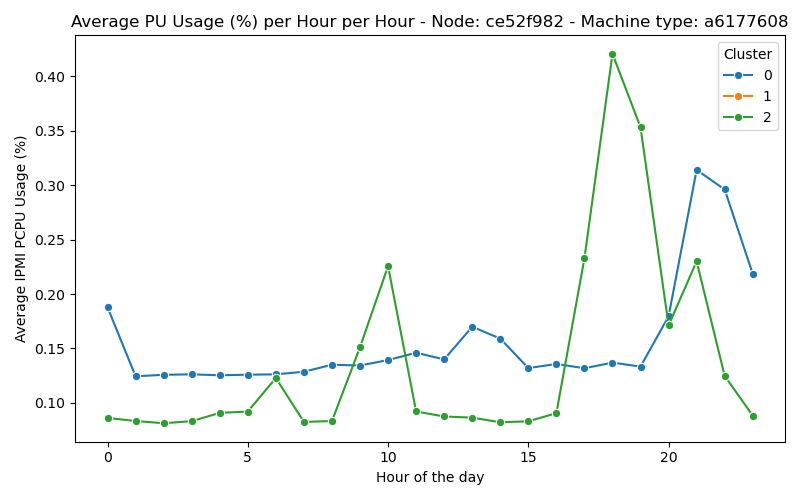 Average PU Usage (%) per Hour per Hour - Node: ce52f982 - Machine type: a6177608
Cluster
0
1
2
0.40
0.35
0.30
0.25
0.20
0.15
0.10
Average IPMI PCPU Usage (%)
0 5 10 15 20
Hour of the day